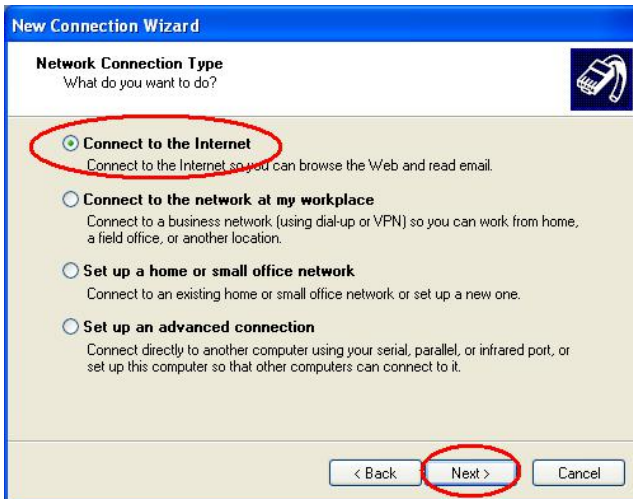 New Connection Wizard
Network Connection Type
What do you want to do?
Connect to the Internet
Connect to the Internet so you can browse the Web and read email.
Connect to the network at my workplace
Connect to a business network (using dial-up or VPN) so you can work from home,
a field office, or another location.
Set up a home or small office network
Connect to an existing home or small office network or set up a new one.
Set up an advanced connection
Connect directly to another computer using your serial, parallel, or infrared port, or
set up this computer so that other computers can connect to it.
< Back Next > Cancel